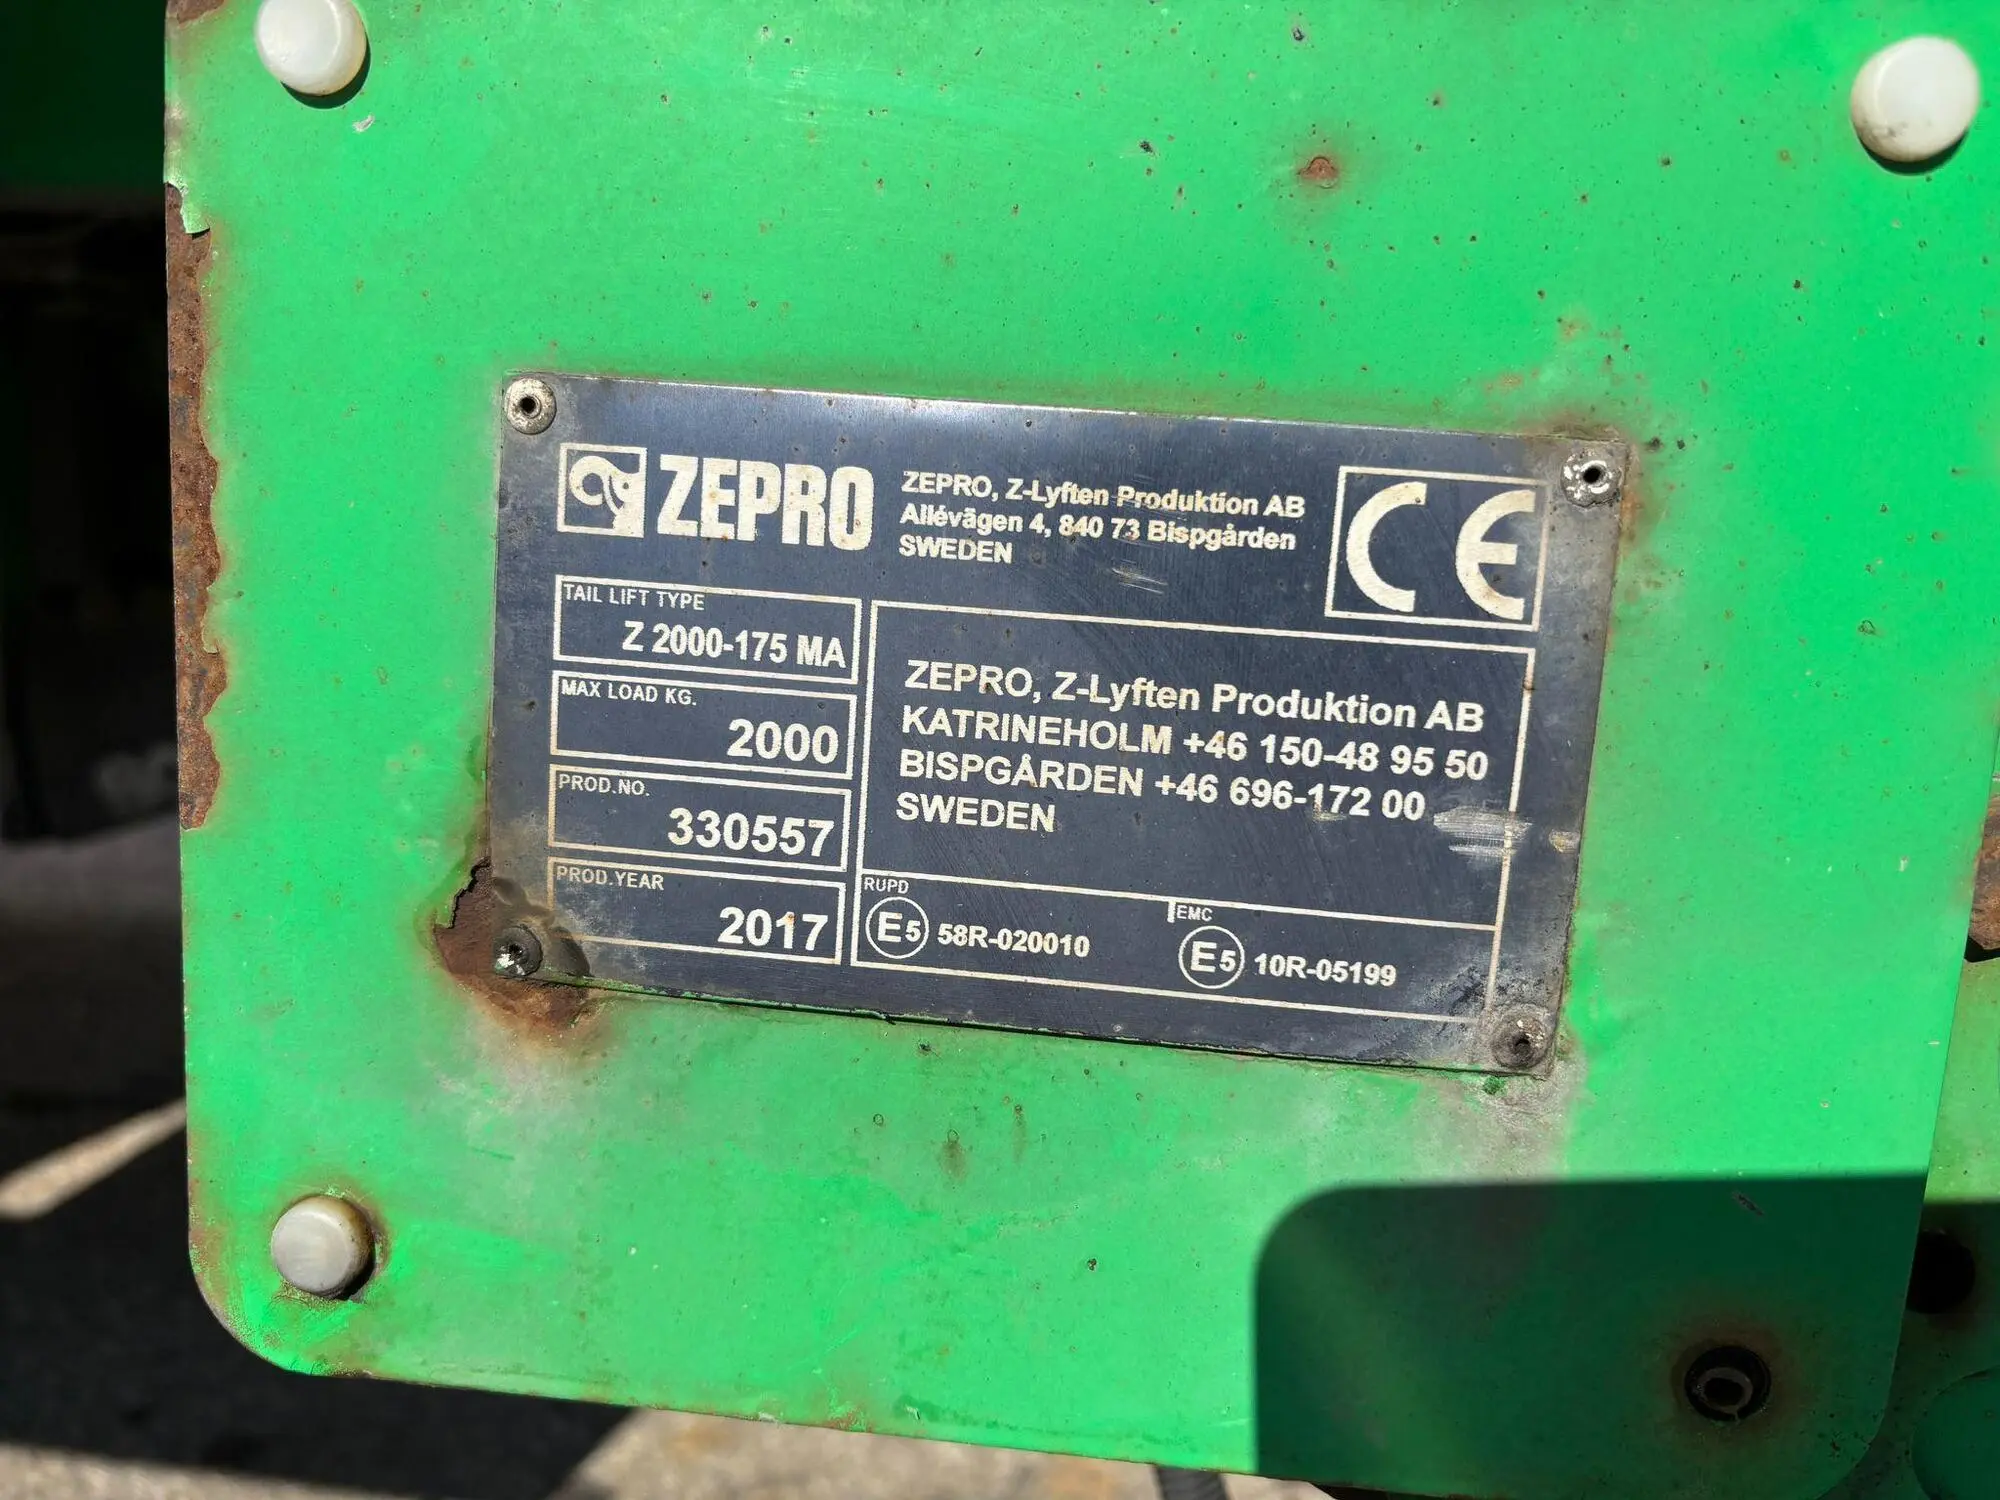 ZEPRO
ZEPRO, Z-Lyften Produktion AB
Allévägen 4, 840 73 Bispgården
SWEDEN
CE
TAIL LIFT TYPE
Z 2000-175 MA
MAX LOAD KG.
2000
PROD.NO.
330557
PROD.YEAR
2017
ZEPRO, Z-Lyften Produktion AB
KATRINEHOLM +46 150-48 95 50
BISPGÅRDEN +46 696-172 00
SWEDEN
RUPD
E5 58R-020010
EMC
E5 10R-05199